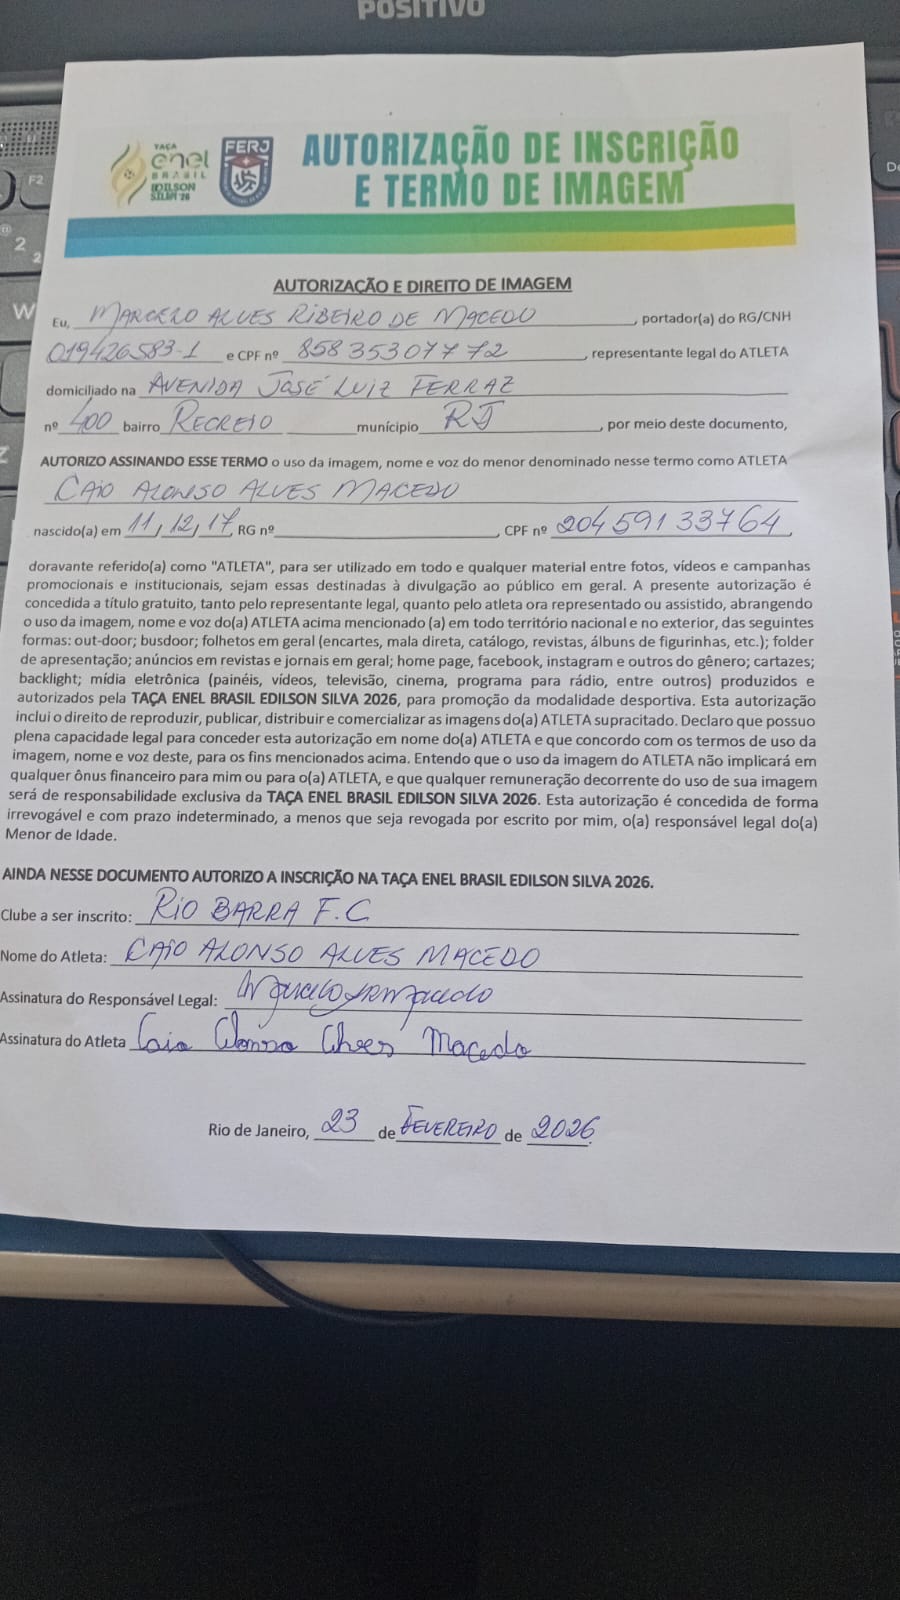 POSITIVO
TAÇA
enel
BRASIL
EDILSON
SILVA '26
FERJ
AUTORIZAÇÃO DE INSCRIÇÃO
E TERMO DE IMAGEM
AUTORIZAÇÃO E DIREITO DE IMAGEM
Eu, MARCELO ALVES RIBEIRO DE MACEDO, portador(a) do RG/CNH
019426583-1 e CPF nº 85835307772, representante legal do ATLETA
domiciliado na AVENIDA JOSÉ LUIZ FERRAZ
nº 400 bairro RECREIO município RJ, por meio deste documento,
AUTORIZO ASSINANDO ESSE TERMO o uso da imagem, nome e voz do menor denominado nesse termo como ATLETA
CAIO ALONSO ALVES MACEDO
nascido(a) em 11/12/17, RG nº, CPF nº 20459133764,
doravante referido(a) como "ATLETA", para ser utilizado em todo e qualquer material entre fotos, vídeos e campanhas
promocionais e institucionais, sejam essas destinadas à divulgação ao público em geral. A presente autorização é
concedida a título gratuito, tanto pelo representante legal, quanto pelo atleta ora representado ou assistido, abrangendo
o uso da imagem, nome e voz do(a) ATLETA acima mencionado (a) em todo território nacional e no exterior, das seguintes
formas: out-door; busdoor; folhetos em geral (encartes, mala direta, catálogo, revistas, álbuns de figurinhas, etc.); folder
de apresentação; anúncios em revistas e jornais em geral; home page, facebook, instagram e outros do gênero; cartazes;
backlight; mídia eletrônica (painéis, vídeos, televisão, cinema, programa para rádio, entre outros) produzidos e
autorizados pela TAÇA ENEL BRASIL EDILSON SILVA 2026, para promoção da modalidade desportiva. Esta autorização
inclui o direito de reproduzir, publicar, distribuir e comercializar as imagens do(a) ATLETA supracitado. Declaro que possuo
plena capacidade legal para conceder esta autorização em nome do(a) ATLETA e que concordo com os termos de uso da
imagem, nome e voz deste, para os fins mencionados acima. Entendo que o uso da imagem do ATLETA não implicará em
qualquer ônus financeiro para mim ou para o(a) ATLETA, e que qualquer remuneração decorrente do uso de sua imagem
será de responsabilidade exclusiva da TAÇA ENEL BRASIL EDILSON SILVA 2026. Esta autorização é concedida de forma
irrevogável e com prazo indeterminado, a menos que seja revogada por escrito por mim, o(a) responsável legal do(a)
Menor de Idade.
AINDA NESSE DOCUMENTO AUTORIZO A INSCRIÇÃO NA TAÇA ENEL BRASIL EDILSON SILVA 2026.
Clube a ser inscrito: RIO BARRA F.C
Nome do Atleta: CAIO ALONSO ALVES MACEDO
Assinatura do Responsável Legal:
Assinatura do Atleta Caio Alonso Alves Macedo
Rio de Janeiro, 23 de FEVEREIRO de 2026